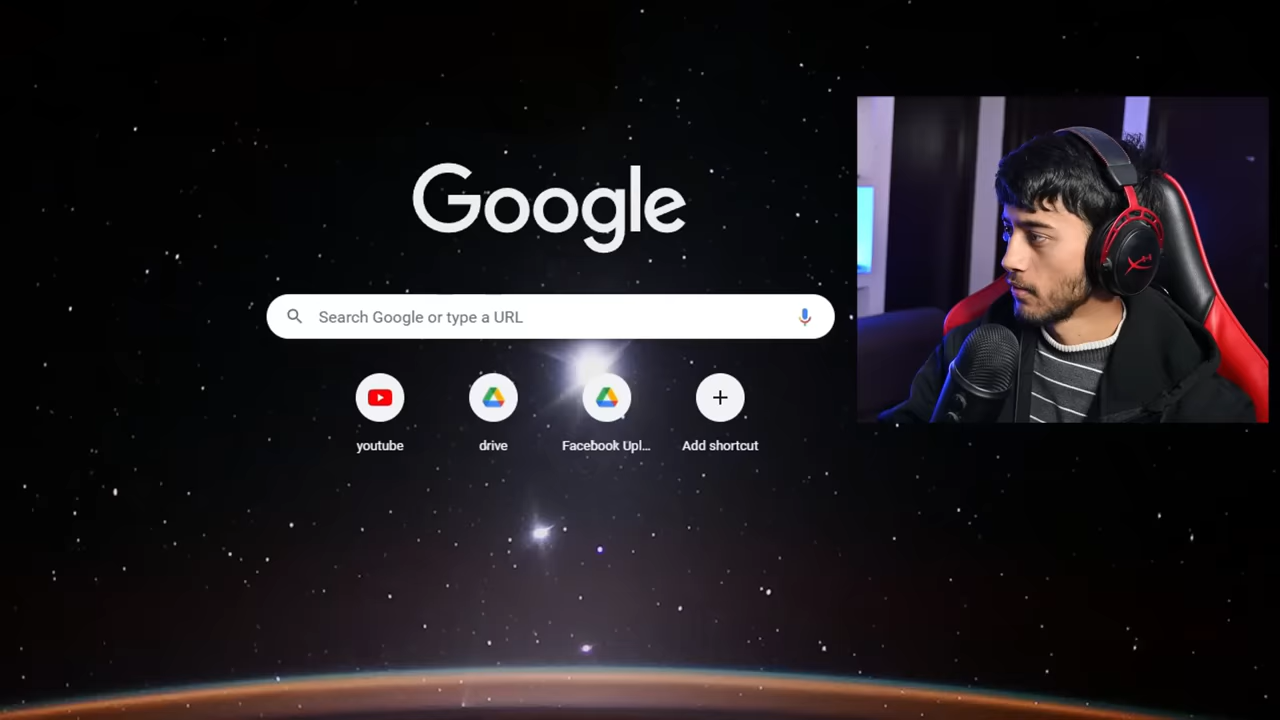 Google
Search Google or type a URL
youtube
drive
Facebook Upl...
Add shortcut